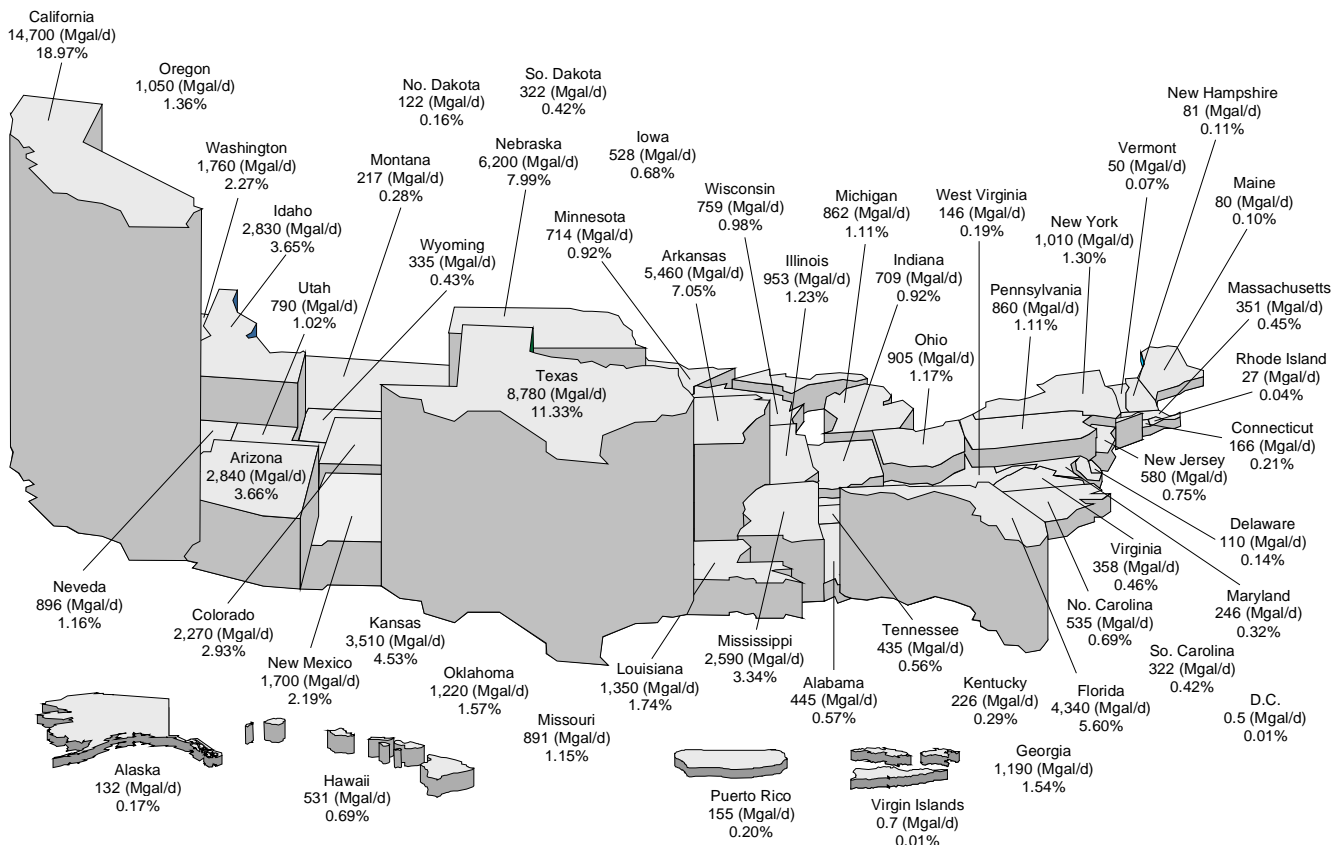 California
14,700 (Mgal/d)
18.97%
Oregon
1,050 (Mgal/d)
1.36%
No. Dakota
122 (Mgal/d)
0.16%
So. Dakota
322 (Mgal/d)
0.42%
New Hampshire
81 (Mgal/d)
0.11%
Washington
1,760 (Mgal/d)
2.27%
Montana
217 (Mgal/d)
0.28%
Nebraska
6,200 (Mgal/d)
7.99%
Iowa
528 (Mgal/d)
0.68%
Vermont
50 (Mgal/d)
0.07%
Idaho
2,830 (Mgal/d)
3.65%
Wisconsin
759 (Mgal/d)
0.98%
Michigan
862 (Mgal/d)
1.11%
West Virginia
146 (Mgal/d)
0.19%
Maine
80 (Mgal/d)
0.10%
Wyoming
335 (Mgal/d)
0.43%
Minnesota
714 (Mgal/d)
0.92%
New York
1,010 (Mgal/d)
1.30%
Utah
790 (Mgal/d)
1.02%
Arkansas
5,460 (Mgal/d)
7.05%
Illinois
953 (Mgal/d)
1.23%
Indiana
709 (Mgal/d)
0.92%
Pennsylvania
860 (Mgal/d)
1.11%
Massachusetts
351 (Mgal/d)
0.45%
Ohio
905 (Mgal/d)
1.17%
Rhode Island
27 (Mgal/d)
0.04%
Texas
8,780 (Mgal/d)
11.33%
Connecticut
166 (Mgal/d)
0.21%
Arizona
2,840 (Mgal/d)
3.66%
New Jersey
580 (Mgal/d)
0.75%
Delaware
110 (Mgal/d)
0.14%
Virginia
358 (Mgal/d)
0.46%
Neveda
896 (Mgal/d)
1.16%
Maryland
246 (Mgal/d)
0.32%
Colorado
2,270 (Mgal/d)
2.93%
Kansas
3,510 (Mgal/d)
4.53%
No. Carolina
535 (Mgal/d)
0.69%
Mississippi
2,590 (Mgal/d)
3.34%
Tennessee
435 (Mgal/d)
0.56%
So. Carolina
322 (Mgal/d)
0.42%
New Mexico
1,700 (Mgal/d)
2.19%
Oklahoma
1,220 (Mgal/d)
1.57%
Louisiana
1,350 (Mgal/d)
1.74%
Alabama
445 (Mgal/d)
0.57%
Kentucky
226 (Mgal/d)
0.29%
Florida
4,340 (Mgal/d)
5.60%
D.C.
0.5 (Mgal/d)
0.01%
Missouri
891 (Mgal/d)
1.15%
Georgia
1,190 (Mgal/d)
1.54%
Alaska
132 (Mgal/d)
0.17%
Hawaii
531 (Mgal/d)
0.69%
Puerto Rico
155 (Mgal/d)
0.20%
Virgin Islands
0.7 (Mgal/d)
0.01%